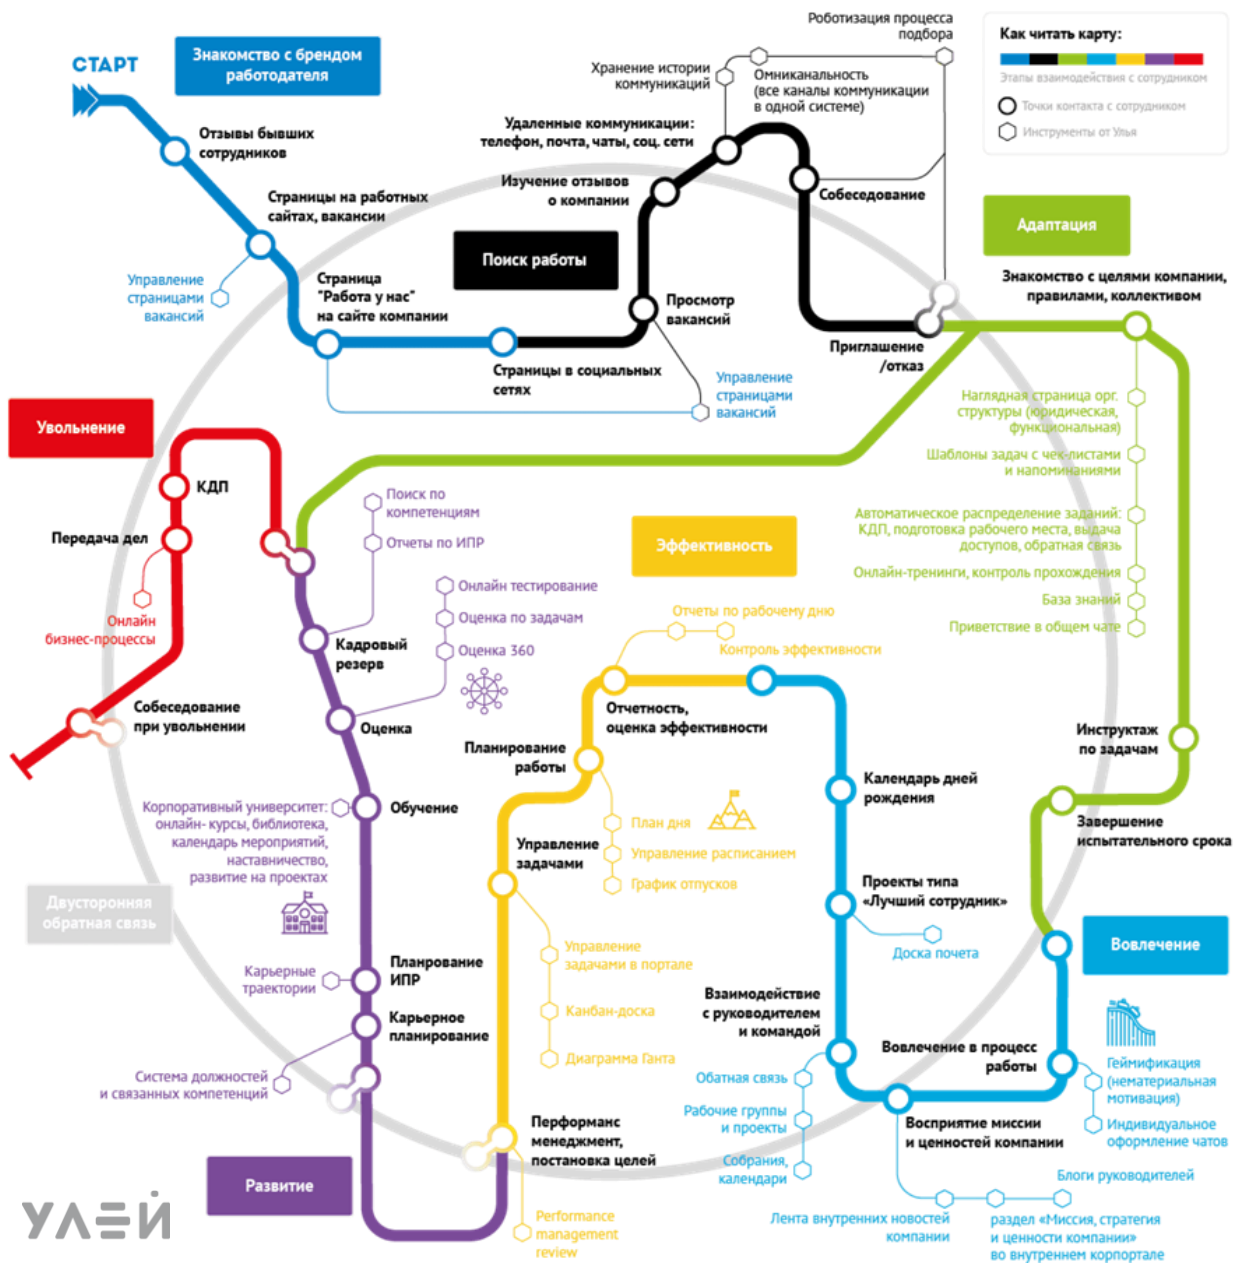 СТАРТ
Знакомство с брендом
работодателя
Отзывы бывших
сотрудников
Страницы на работных
сайтах, вакансии
Управление
страницами
вакансий
Страница
"Работа у нас"
на сайте компании
Страницы в социальных
сетях
Поиск работы
Просмотр
вакансий
Управление
страницами
вакансий
Изучение отзывов
о компании
Удаленные коммуникации:
телефон, почта, чаты, соц. сети
Хранение истории
коммуникаций
Омниканальность
(все каналы коммуникации
в одной системе)
Роботизация процесса
подбора
Собеседование
Приглашение
/отказ
Как читать карту:
Этапы взаимодействия с сотрудником
Точки контакта с сотрудником
Инструменты от Улья
Адаптация
Знакомство с целями компании,
правилами, коллективом
Наглядная страница орг.
структуры (юридическая,
функциональная)
Шаблоны задач с чек-листами
и напоминаниями
Автоматическое распределение заданий:
КДП, подготовка рабочего места, выдача
доступов, обратная связь
Онлайн-тренинги, контроль прохождения
База знаний
Приветствие в общем чате
Инструктаж
по задачам
Завершение
испытательного срока
Вовлечение
Вовлечение в процесс
работы
Геймификация
(нематериальная
мотивация)
Индивидуальное
оформление чатов
Восприятие миссии
и ценностей компании
Блоги руководителей
Лента внутренних новостей
компании
раздел «Миссия, стратегия
и ценности компании»
во внутреннем корпортале
Взаимодействие
с руководителем
и командой
Обатная связь
Рабочие группы
и проекты
Собрания,
календари
Проекты типа
«Лучший сотрудник»
Доска почета
Календарь дней
рождения
Эффективность
Отчеты по рабочему дню
Контроль эффективности
Отчетность,
оценка эффективности
Планирование
работы
План дня
Управление расписанием
График отпусков
Управление
задачами
Управление
задачами в портале
Канбан-доска
Диаграмма Ганта
Перформанс
менеджмент,
постановка целей
Performance
management
review
Развитие
Карьерное
планирование
Система должностей
и связанных компетенций
Планрование
ИПР
Карьерные
траектории
Обучение
Корпоративный университет:
онлайн- курсы, библиотека,
календарь мероприятий,
наставничество,
развитие на проектах
Оценка
Онлайн тестирование
Оценка по задачам
Оценка 360
Кадровый
резерв
Поиск по
компетенциям
Отчеты по ИПР
Увольнение
КДП
Передача дел
Онлайн
бизнес-процессы
Собеседование
при увольнении
Двусторонняя
обратная связь
УЛЕЙ